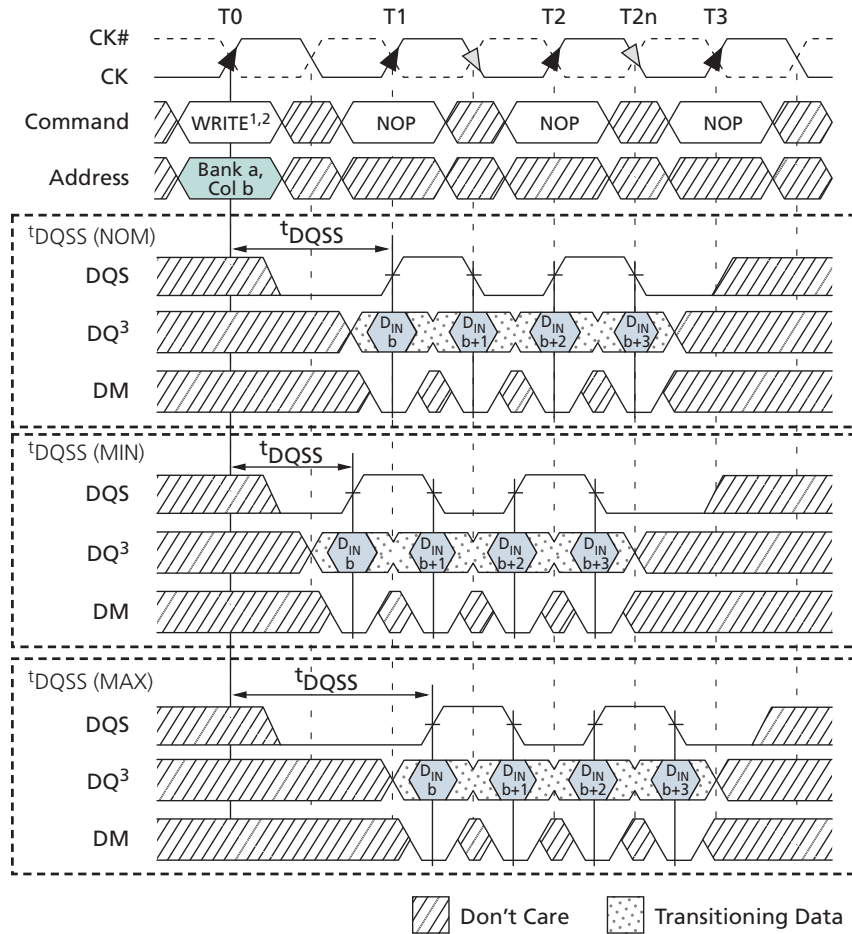 T0 T1 T2 T2n T3
CK#
CK
Command WRITE1,2 NOP NOP NOP
Address Bank a, Col b
tDQSS (NOM) tDQSS
DQS
DQ3 DIN b DIN b+1 DIN b+2 DIN b+3
DM
tDQSS (MIN) tDQSS
DQS
DQ3 DIN b DIN b+1 DIN b+2 DIN b+3
DM
tDQSS (MAX) tDQSS
DQS
DQ3 DIN b DIN b+1 DIN b+2 DIN b+3
DM
Don't Care Transitioning Data